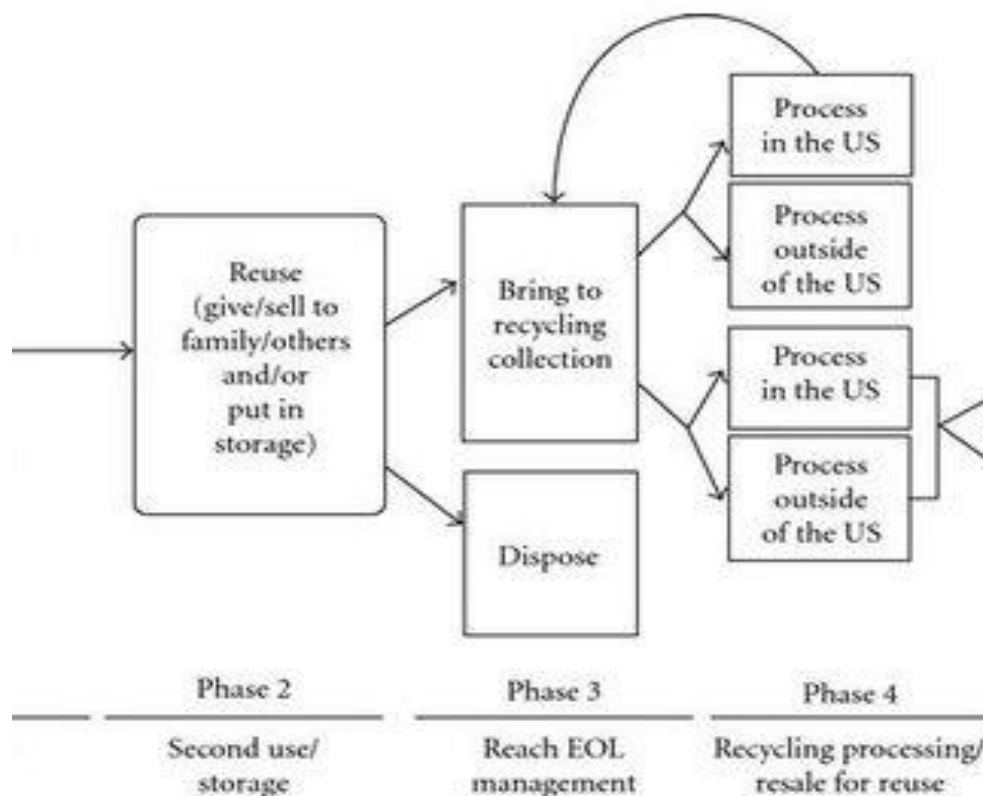 Process
in the US
Process
outside
of the US
Reuse
(give/sell to
family/others
and/or
put in
storage)
Bring to
recycling
collection
Process
in the US
Process
outside
of the US
Dispose
Phase 2
Phase 3
Phase 4
Second use/
storage
Reach EOL
management
Recycling processing/
resale for reuse